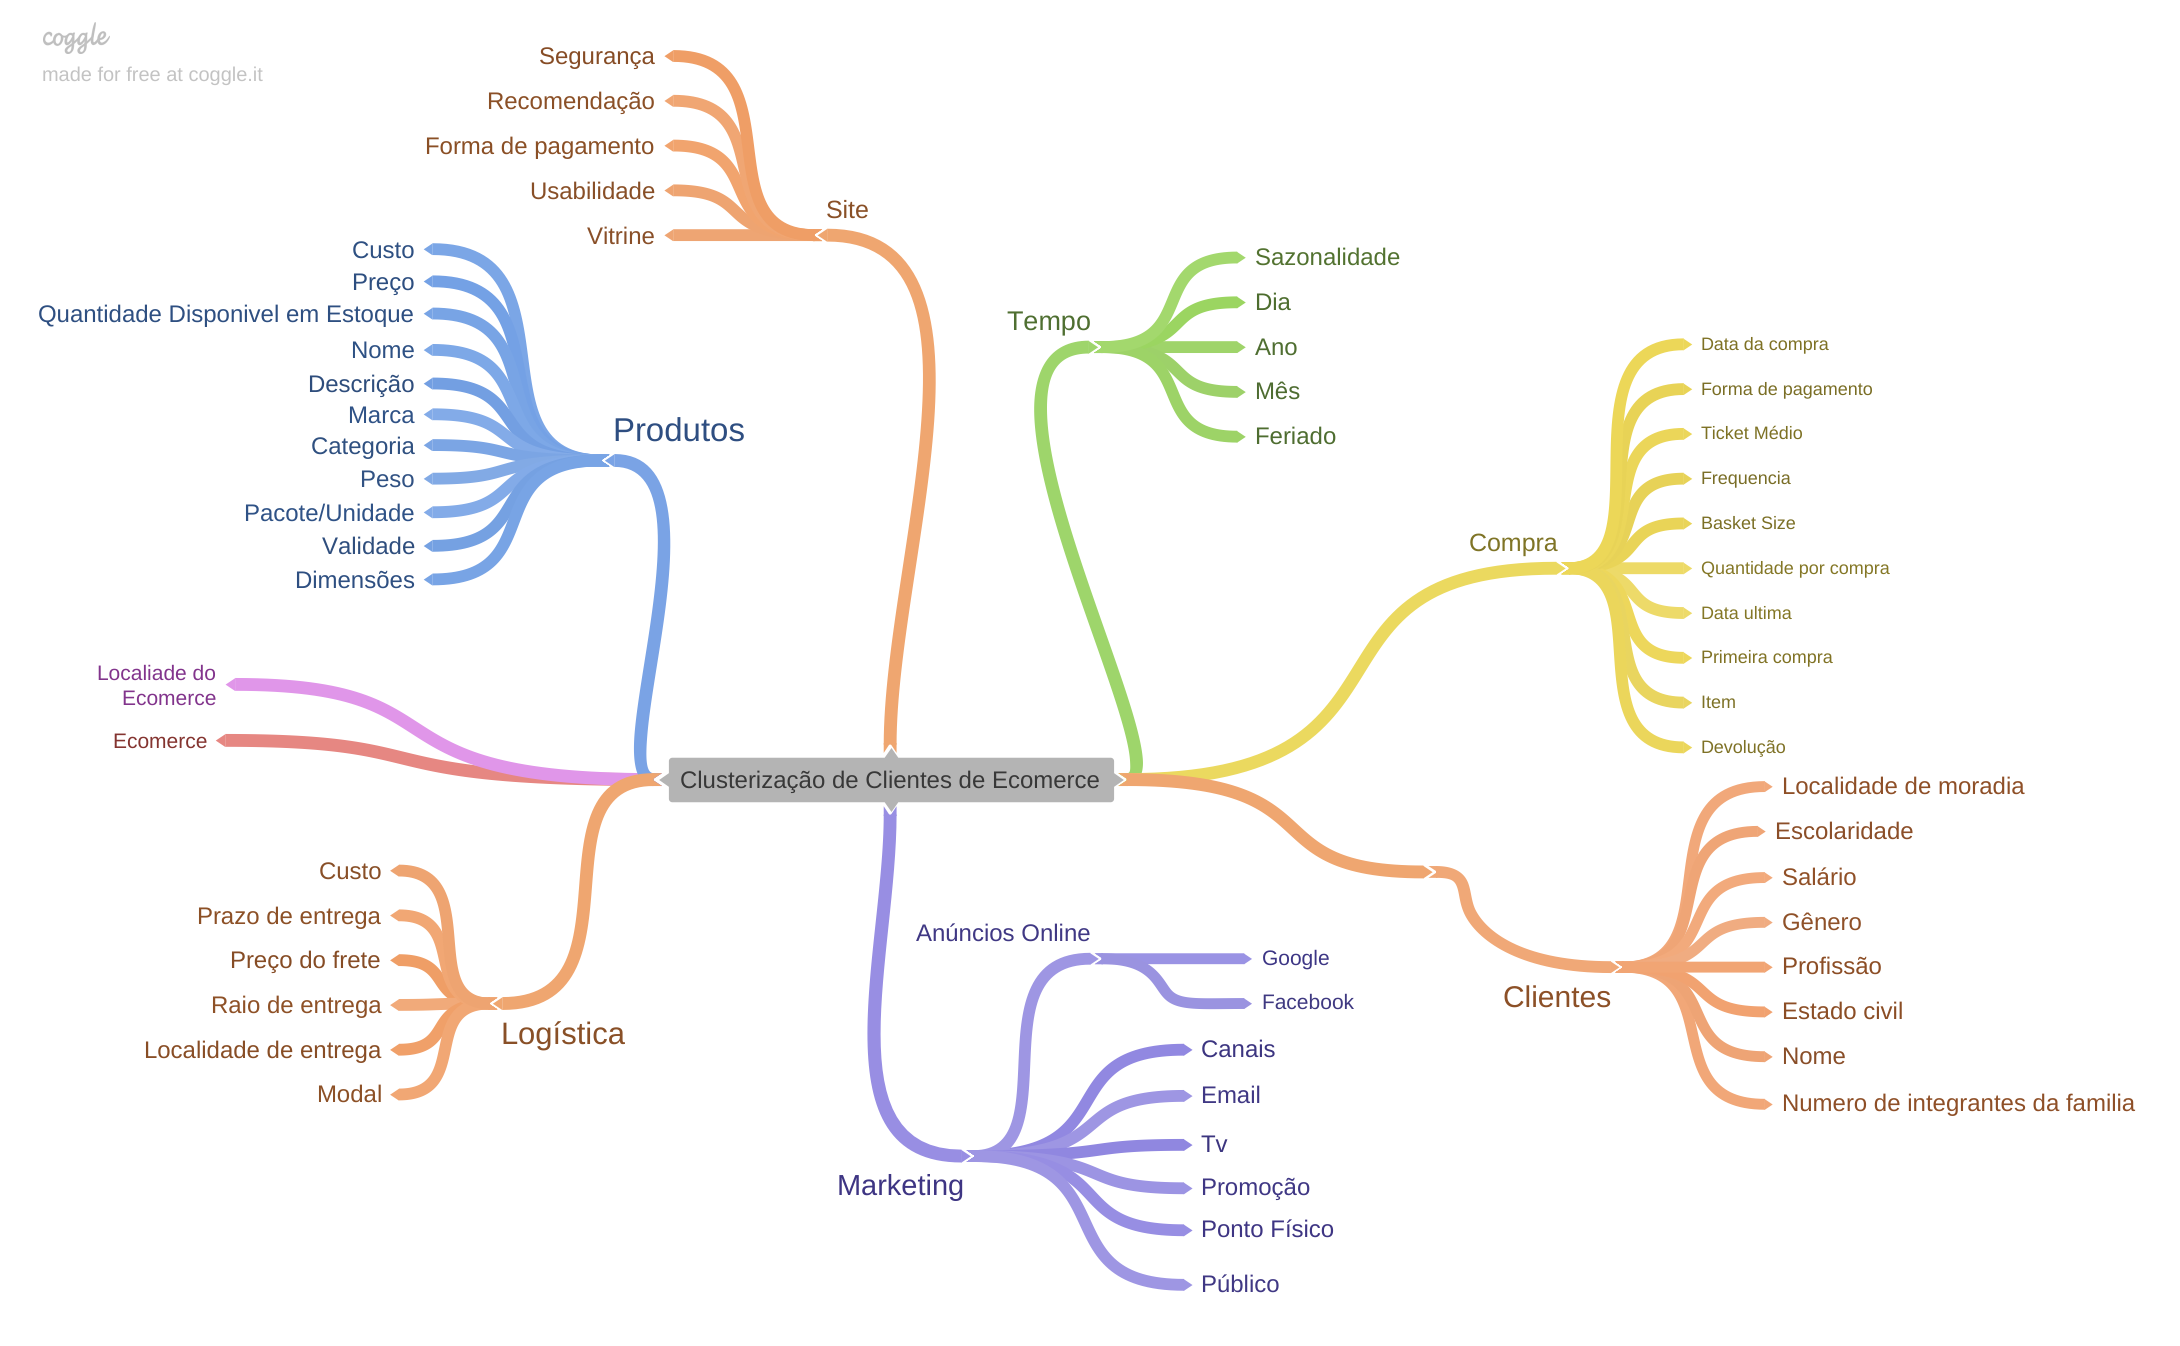 coggle
made for free at coggle.it
Segurança
Recomendação
Forma de pagamento
Usabilidade
Vitrine
Site
Custo
Preço
Quantidade Disponivel em Estoque
Nome
Descrição
Marca
Categoria
Peso
Pacote/Unidade
Validade
Dimensões
Produtos
Localiade do
Ecomerce
Ecomerce
Custo
Prazo de entrega
Preço do frete
Raio de entrega
Localidade de entrega
Modal
Logística
Clusterização de Clientes de Ecomerce
Tempo
Sazonalidade
Dia
Ano
Mês
Feriado
Compra
Data da compra
Forma de pagamento
Ticket Médio
Frequencia
Basket Size
Quantidade por compra
Data ultima
Primeira compra
Item
Devolução
Clientes
Localidade de moradia
Escolaridade
Salário
Gênero
Profissão
Estado civil
Nome
Numero de integrantes da familia
Marketing
Anúncios Online
Google
Facebook
Canais
Email
Tv
Promoção
Ponto Físico
Público